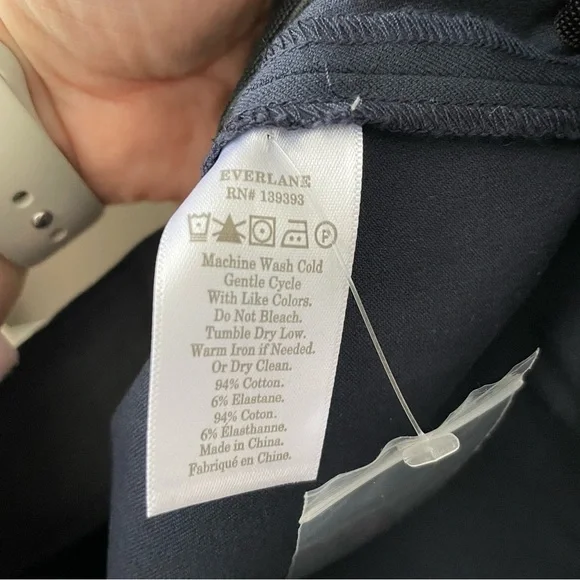 EVERLANE
RN# 139393
P
Machine Wash Cold
Gentle Cycle
With Like Colors.
Do Not Bleach.
Tumble Dry Low.
Warm Iron if Needed.
Or Dry Clean.
94% Cotton.
6% Elastane.
94% Coton.
6% Élasthanne.
Made in China.
Fabriqué en Chine.